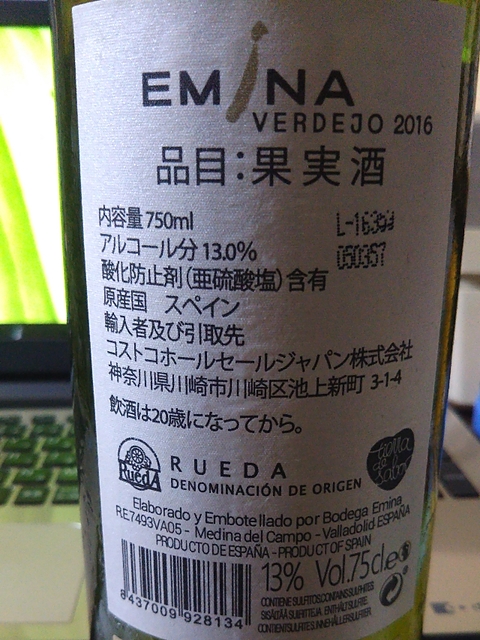 EMiNA
VERDEJO 2016
品目:果実酒
内容量750ml
アルコール分13.0%
酸化防止剤(亜硫酸塩)含有
原産国 スペイン
輸入者及び引取先
コストコホールセールジャパン株式会社
神奈川県川崎市川崎区池上新町 3-1-4
飲酒は20歳になってから。
RuedA
RUEDA
DENOMINACIÓN DE ORIGEN
tierra de Sabor
Elaborado y Embotellado por Bodega Emina
RE7493VA05 - Medina del Campo - Valladolid ESPAÑA
PRODUCTO DE ESPAÑA - PRODUCT OF SPAIN
13% Vol.75cl.e
8437009 928134